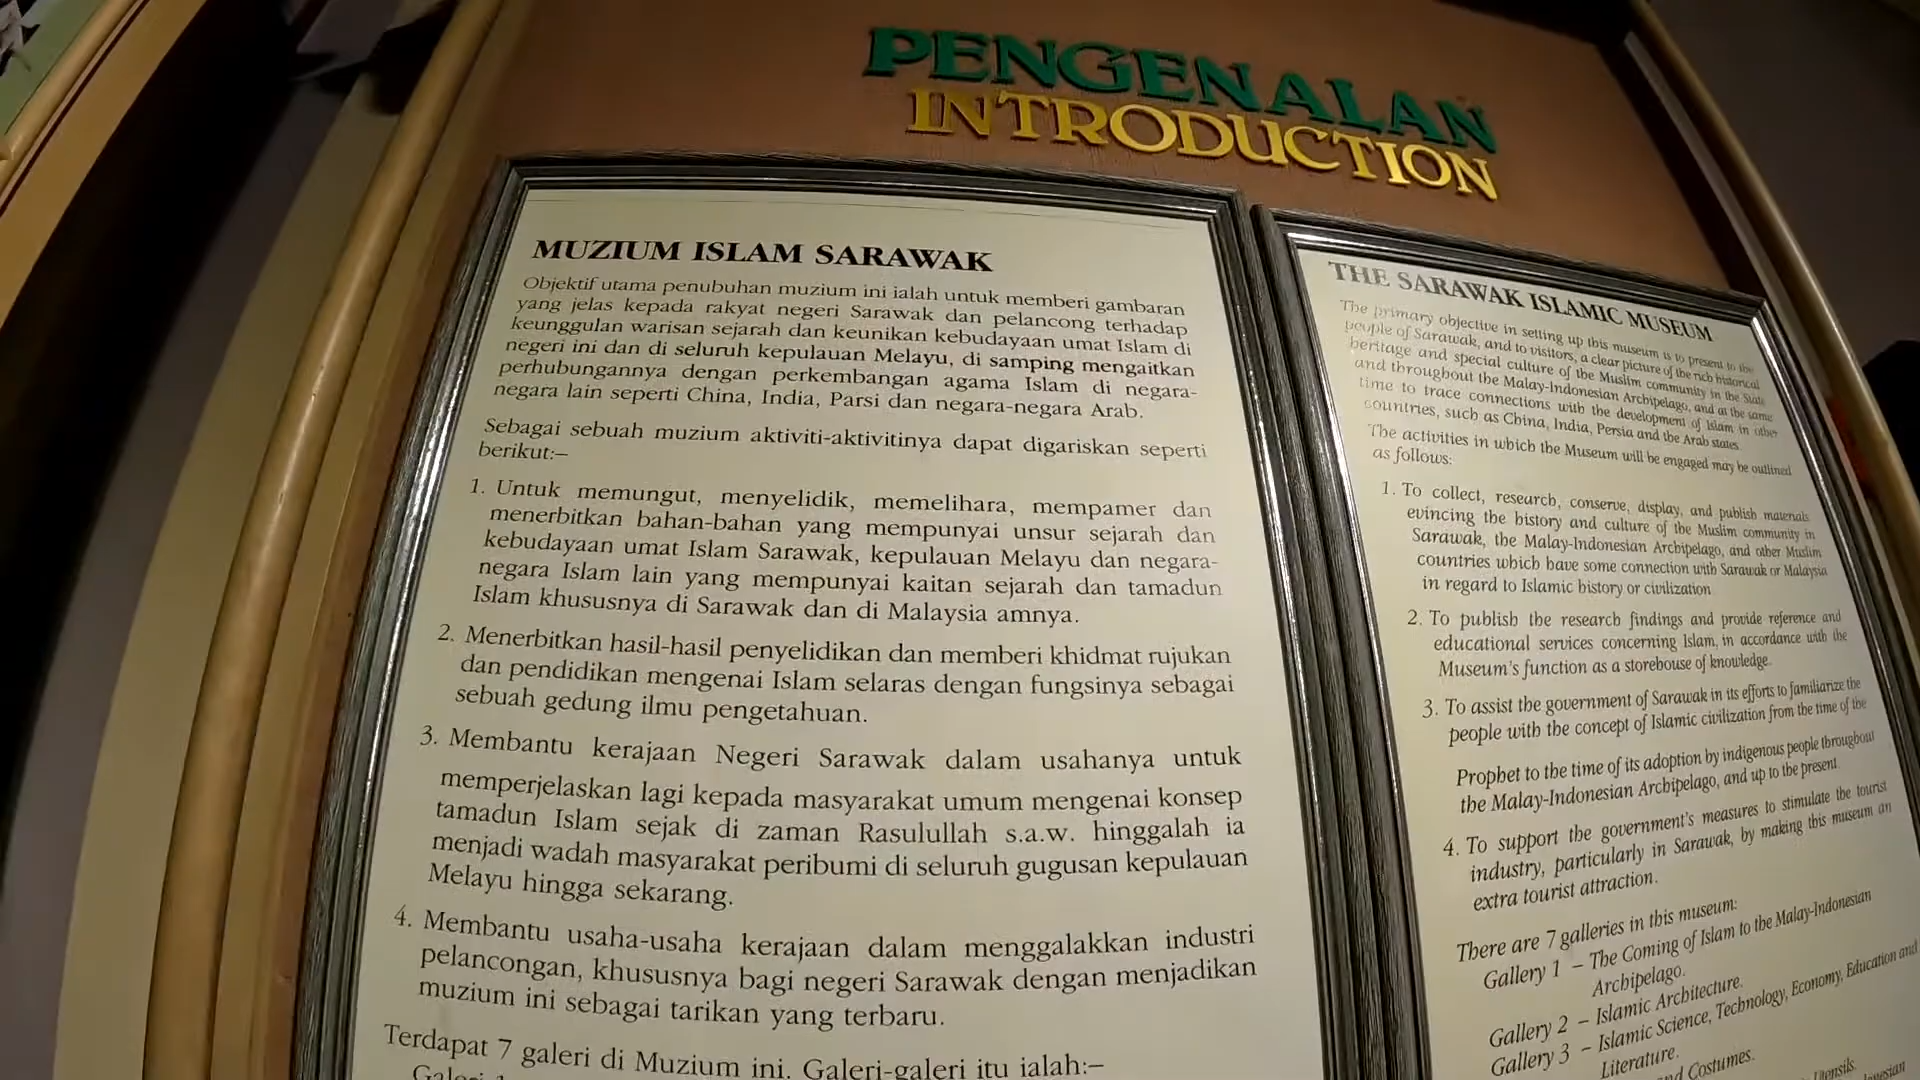 PENGENALAN
INTRODUCTION
MUZIUM ISLAM SARAWAK
Objektif utama penubuhan muzium ini ialah untuk memberi gambaran
yang jelas kepada rakyat negeri Sarawak dan pelancong terhadap
keunggulan warisan sejarah dan keunikan kebudayaan umat Islam di
negeri ini dan di seluruh kepulauan Melayu, di samping mengaitkan
perhubungannya dengan perkembangan agama Islam di negara-
negara lain seperti China, India, Parsi dan negara-negara Arab.
Sebagai sebuah muzium aktiviti-aktivitinya dapat digariskan seperti
berikut:–
1. Untuk memungut, menyelidik, memelihara, mempamer dan
menerbitkan bahan-bahan yang mempunyai unsur sejarah dan
kebudayaan umat Islam Sarawak, kepulauan Melayu dan negara-
negara Islam lain yang mempunyai kaitan sejarah dan tamadun
Islam khususnya di Sarawak dan di Malaysia amnya.
2. Menerbitkan hasil-hasil penyelidikan dan memberi khidmat rujukan
dan pendidikan mengenai Islam selaras dengan fungsinya sebagai
sebuah gedung ilmu pengetahuan.
3. Membantu kerajaan Negeri Sarawak dalam usahanya untuk
memperjelaskan lagi kepada masyarakat umum mengenai konsep
tamadun Islam sejak di zaman Rasulullah s.a.w. hinggalah ia
menjadi wadah masyarakat peribumi di seluruh gugusan kepulauan
Melayu hingga sekarang.
4. Membantu usaha-usaha kerajaan dalam menggalakkan industri
pelancongan, khususnya bagi negeri Sarawak dengan menjadikan
muzium ini sebagai tarikan yang terbaru.
Terdapat 7 galeri di Muzium ini. Galeri-galeri itu ialah:–
THE SARAWAK ISLAMIC MUSEUM
The primary objective in setting up this museum is to present to the
people of Sarawak, and to visitors, a clear picture of the rich historical
heritage and special culture of the Muslim community in the State
and throughout the Malay-Indonesian Archipelago, and at the same
time to trace connections with the development of Islam in other
countries, such as China, India, Persia and the Arab states.
The activities in which the Museum will be engaged may be outlined
as follows:
1. To collect, research, conserve, display, and publish materials
evincing the history and culture of the Muslim community in
Sarawak, the Malay-Indonesian Archipelago, and other Muslim
countries which have some connection with Sarawak or Malaysia
in regard to Islamic history or civilization
2. To publish the research findings and provide reference and
educational services concerning Islam, in accordance with the
Museum's function as a storehouse of knowledge.
3. To assist the government of Sarawak in its efforts to familiarize the
people with the concept of Islamic civilization from the time of the
Prophet to the time of its adoption by indigenous people throughout
the Malay-Indonesian Archipelago, and up to the present.
4. To support the government's measures to stimulate the tourist
industry, particularly in Sarawak, by making this museum an
extra tourist attraction.
There are 7 galleries in this museum:
Gallery 1 – The Coming of Islam to the Malay-Indonesian
Archipelago.
Gallery 2 – Islamic Architecture.
Gallery 3 – Islamic Science, Technology, Economy, Education and
Literature.
Costumes.